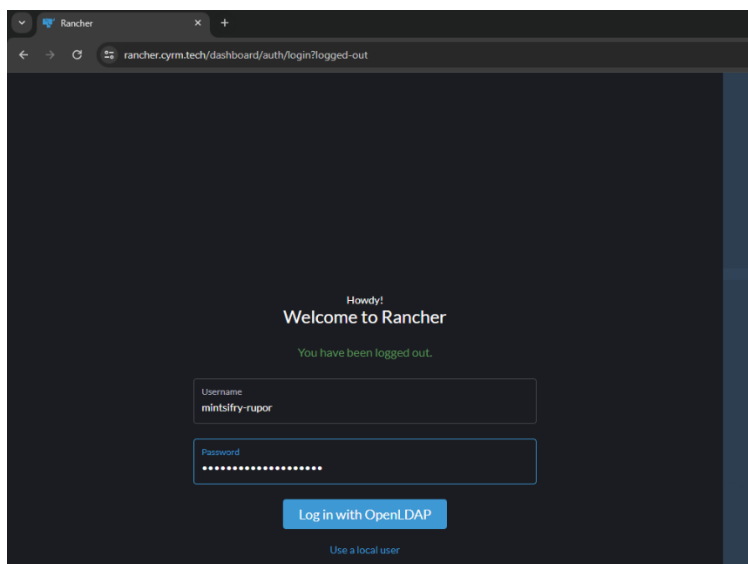 Rancher
rancher.cyrm.tech/dashboard/auth/login?logged-out
Howdy!
Welcome to Rancher
You have been logged out.
Username
mintsifry-rupor
Password
••••••••••••••••••••
Log in with OpenLDAP
Use a local user